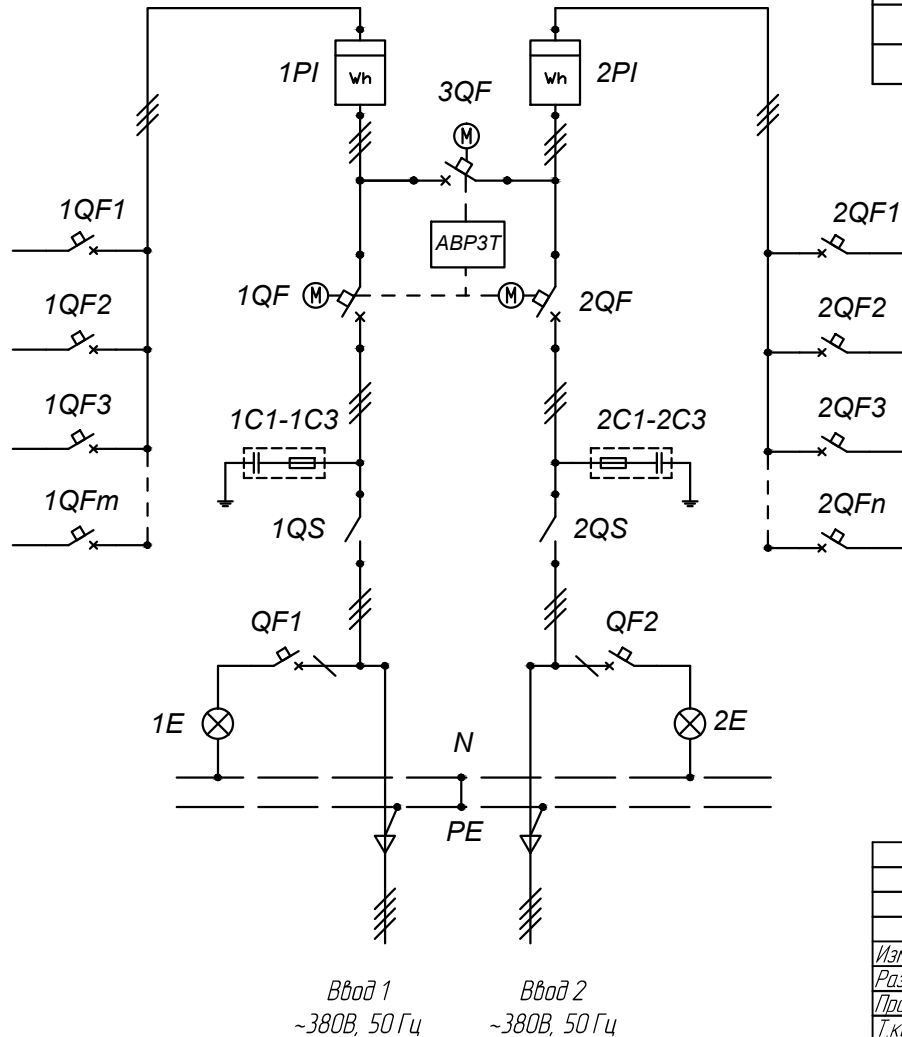 1PI
Wh
Wh
2PI
3QF
M
1QF1
2QF1
АВР3Т
1QF
M
M
2QF
1QF2
2QF2
1QF3
1C1-1C3
2C1-2C3
2QF3
1QFm
1QS
2QS
2QFn
QF1
QF2
1E
2E
N
PE
Ввод 1
~380В, 50 Гц
Ввод 2
~380В, 50 Гц